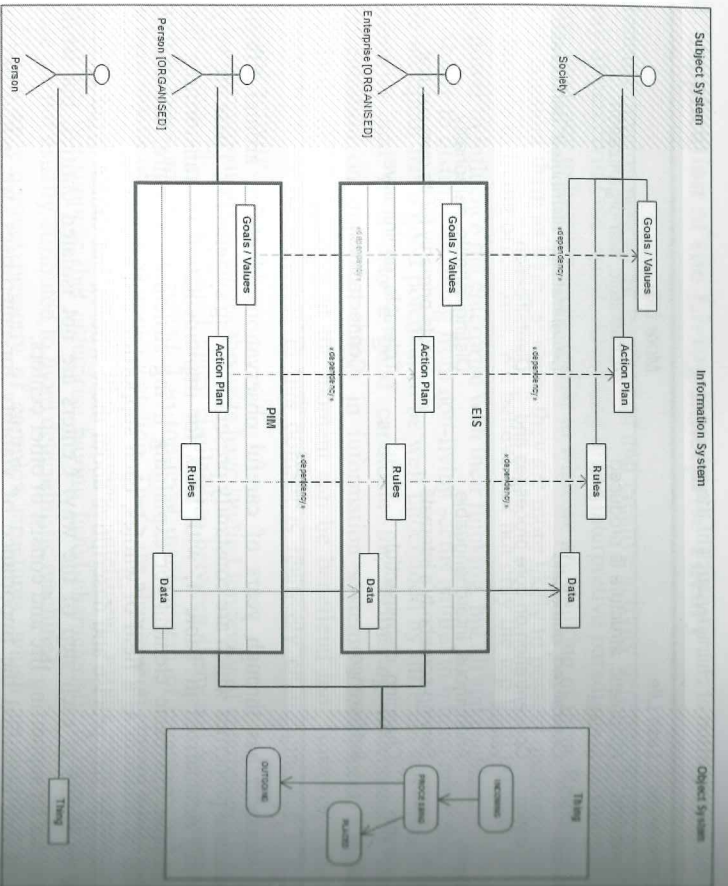 Subject System
Information System
Object System
Society
Goals / Values
Action Plan
Rules
Data
«dependency»
«dependency»
«dependency»
Enterprise [ORGANISED]
EIS
Goals / Values
Action Plan
Rules
Data
«dependency»
«dependency»
«dependency»
Person [ORGANISED]
PIM
Goals / Values
Action Plan
Rules
Data
Thing
INCOMING
PROCESSING
PLACED
OUTGOING
Person
Thing